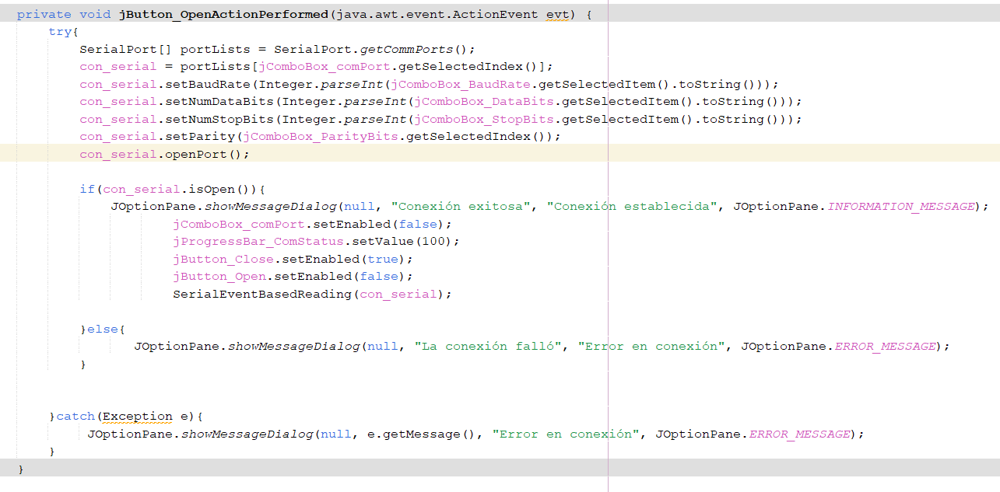 private void jButton_OpenActionPerformed(java.awt.event.ActionEvent evt) {
try{
SerialPort[] portLists = SerialPort.getCommPorts();
con_serial = portLists[jComboBox_comPort.getSelectedIndex()];
con_serial.setBaudRate(Integer.parseInt(jComboBox_BaudRate.getSelectedItem().toString()));
con_serial.setNumDataBits(Integer.parseInt(jComboBox_DataBits.getSelectedItem().toString()));
con_serial.setNumStopBits(Integer.parseInt(jComboBox_StopBits.getSelectedItem().toString()));
con_serial.setParity(jComboBox_ParityBits.getSelectedIndex());
con_serial.openPort();
if(con_serial.isOpen()){
JOptionPane.showMessageDialog(null, "Conexión exitosa", "Conexión establecida", JOptionPane.INFORMATION_MESSAGE);
jComboBox_comPort.setEnabled(false);
jProgressBar_ComStatus.setValue(100);
jButton_Close.setEnabled(true);
jButton_Open.setEnabled(false);
SerialEventBasedReading(con_serial);
}else{
JOptionPane.showMessageDialog(null, "La conexión falló", "Error en conexión", JOptionPane.ERROR_MESSAGE);
}
}catch(Exception e){
JOptionPane.showMessageDialog(null, e.getMessage(), "Error en conexión", JOptionPane.ERROR_MESSAGE);
}
}